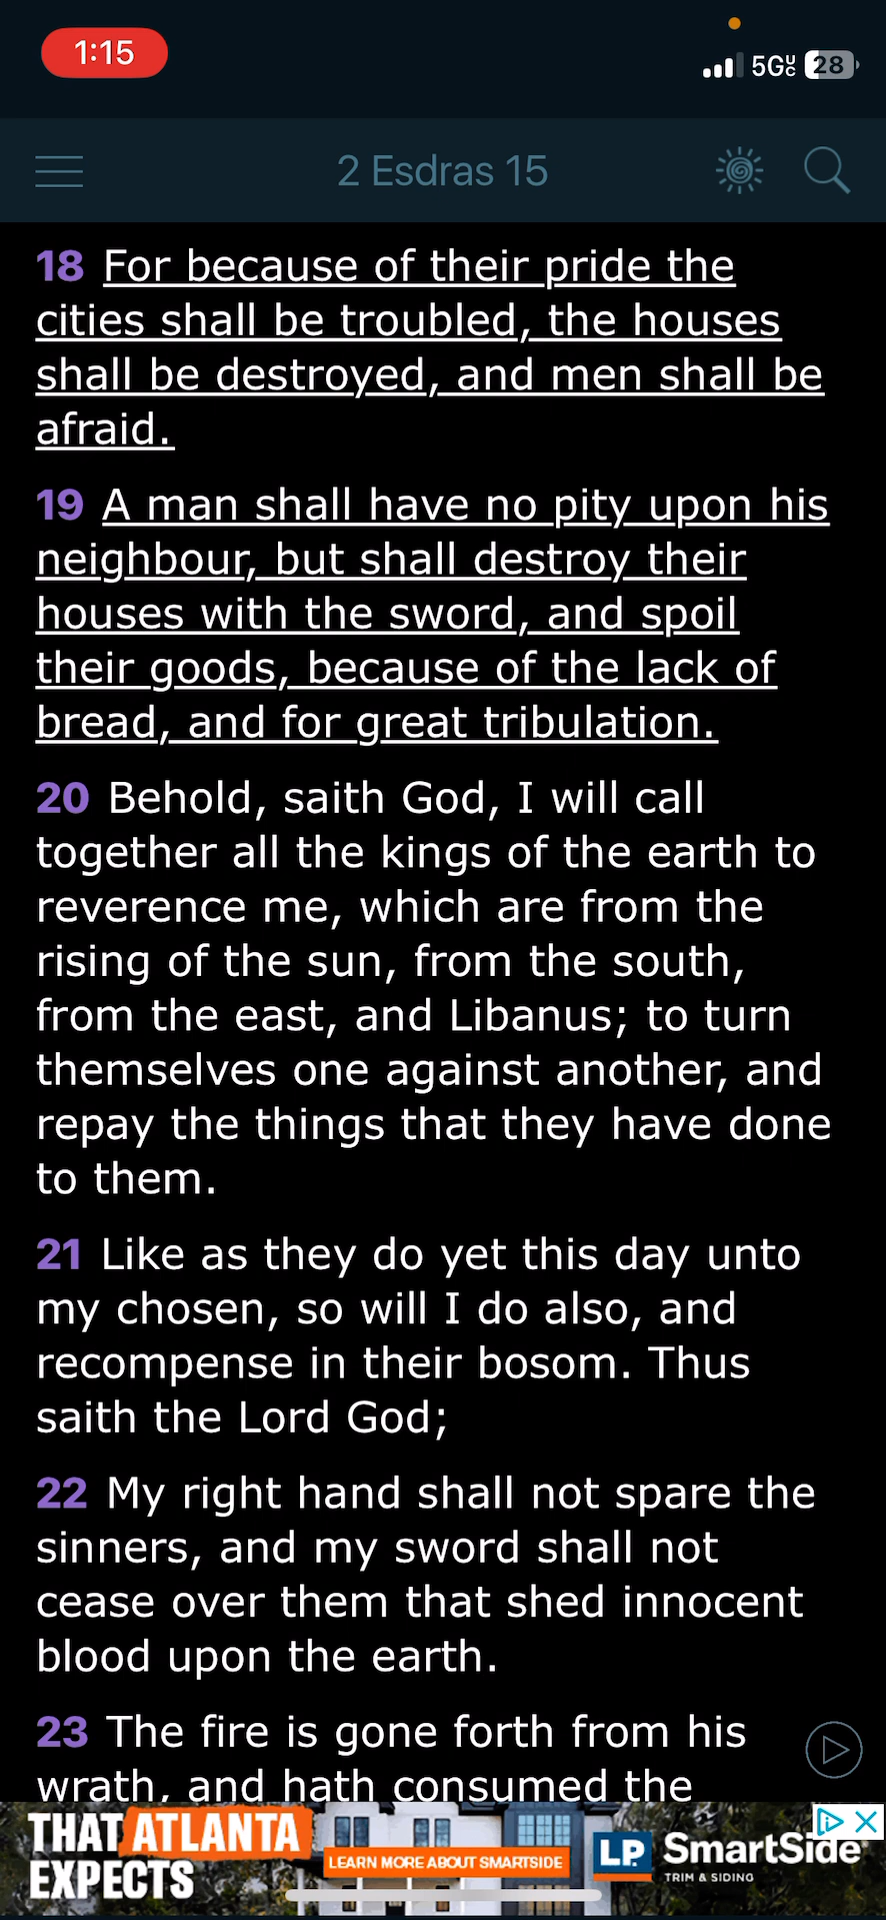 1:15
5G UC 28
2 Esdras 15
18 For because of their pride the
cities shall be troubled, the houses
shall be destroyed, and men shall be
afraid.
19 A man shall have no pity upon his
neighbour, but shall destroy their
houses with the sword, and spoil
their goods, because of the lack of
bread, and for great tribulation.
20 Behold, saith God, I will call
together all the kings of the earth to
reverence me, which are from the
rising of the sun, from the south,
from the east, and Libanus; to turn
themselves one against another, and
repay the things that they have done
to them.
21 Like as they do yet this day unto
my chosen, so will I do also, and
recompense in their bosom. Thus
saith the Lord God;
22 My right hand shall not spare the
sinners, and my sword shall not
cease over them that shed innocent
blood upon the earth.
23 The fire is gone forth from his
wrath, and hath consumed the
THAT ATLANTA
EXPECTS
LEARN MORE ABOUT SMARTSIDE
LP SmartSide
TRIM & SIDING